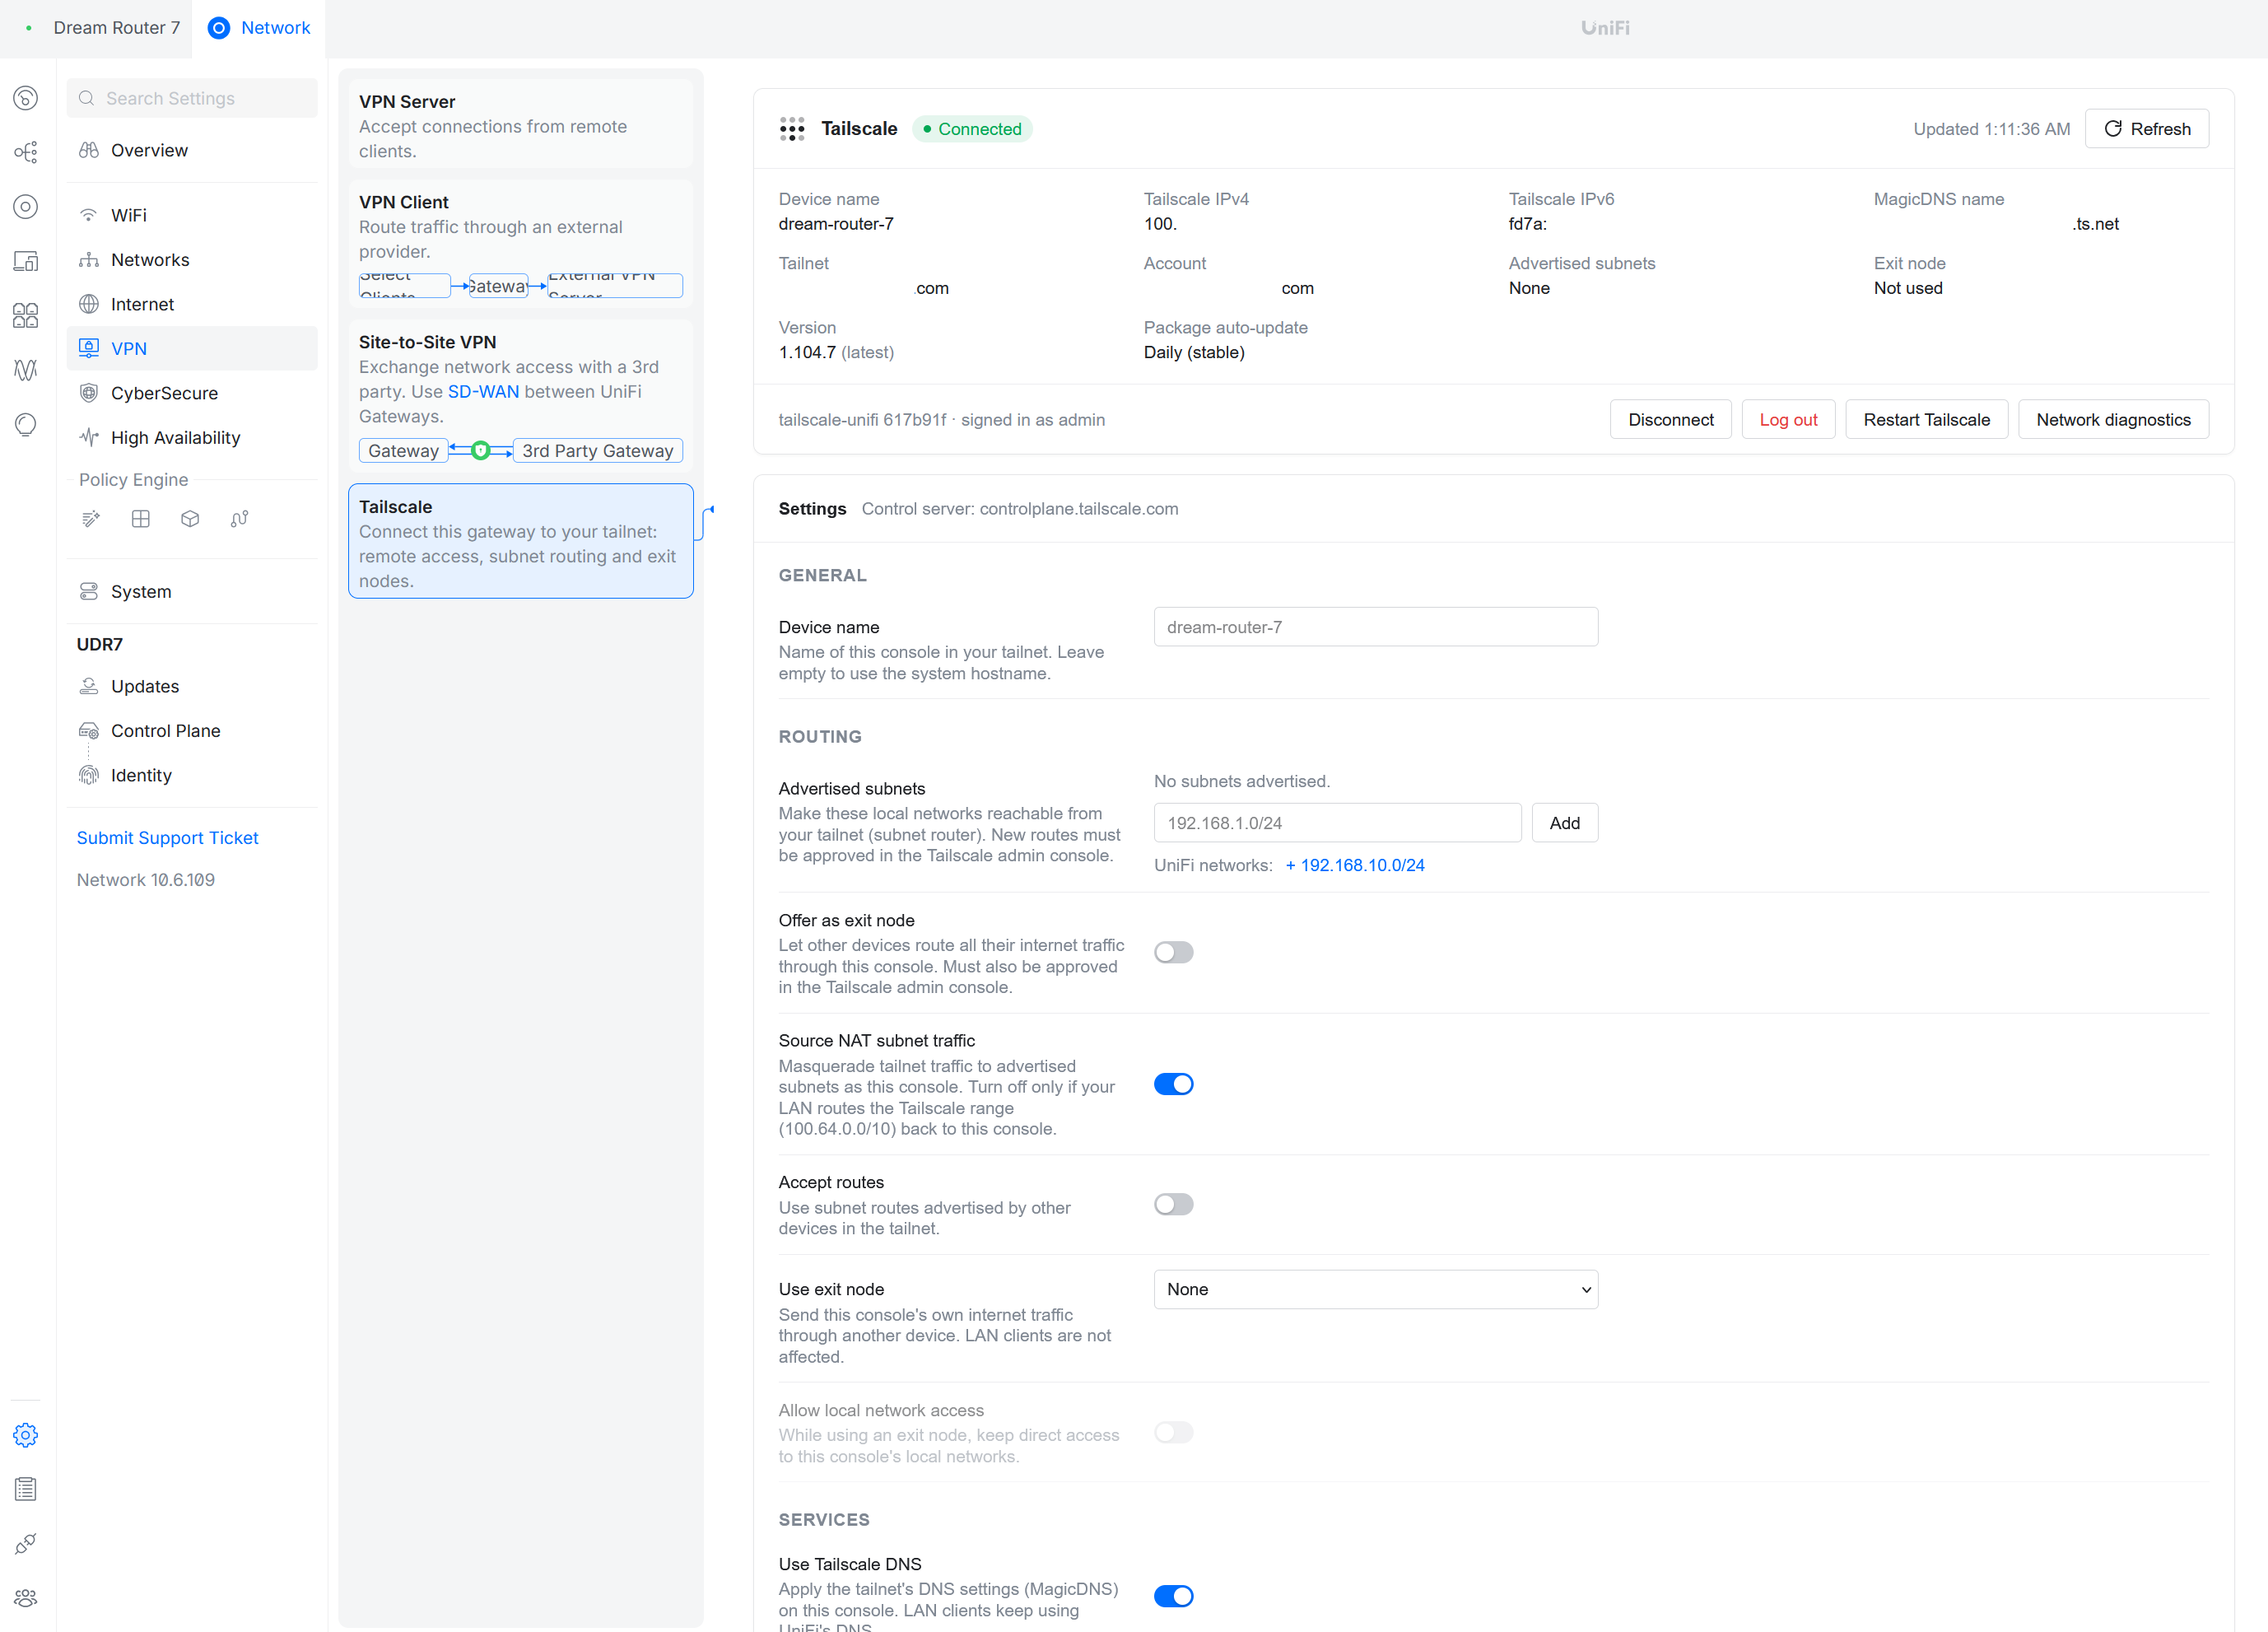 Dream Router 7
Network
UniFi
Search Settings
Overview
WiFi
Networks
Internet
VPN
CyberSecure
High Availability
Policy Engine
System
UDR7
Updates
Control Plane
Identity
Submit Support Ticket
Network 10.6.109
VPN Server
Accept connections from remote
clients.
VPN Client
Route traffic through an external
provider.
Select
Clients
Gateway
External VPN
Server
Site-to-Site VPN
Exchange network access with a 3rd
party. Use SD-WAN between UniFi
Gateways.
Gateway
3rd Party Gateway
Tailscale
Connect this gateway to your tailnet:
remote access, subnet routing and exit
nodes.
Tailscale
Connected
Updated 1:11:36 AM
Refresh
Device name
dream-router-7
Tailscale IPv4
100.
Tailscale IPv6
fd7a:
MagicDNS name
.ts.net
Tailnet
.com
Account
com
Advertised subnets
None
Exit node
Not used
Version
1.104.7 (latest)
Package auto-update
Daily (stable)
tailscale-unifi 617b91f · signed in as admin
Disconnect
Log out
Restart Tailscale
Network diagnostics
Settings Control server: controlplane.tailscale.com
GENERAL
Device name
Name of this console in your tailnet. Leave
empty to use the system hostname.
dream-router-7
ROUTING
Advertised subnets
Make these local networks reachable from
your tailnet (subnet router). New routes must
be approved in the Tailscale admin console.
No subnets advertised.
192.168.1.0/24
Add
UniFi networks: + 192.168.10.0/24
Offer as exit node
Let other devices route all their internet traffic
through this console. Must also be approved
in the Tailscale admin console.
Source NAT subnet traffic
Masquerade tailnet traffic to advertised
subnets as this console. Turn off only if your
LAN routes the Tailscale range
(100.64.0.0/10) back to this console.
Accept routes
Use subnet routes advertised by other
devices in the tailnet.
Use exit node
Send this console's own internet traffic
through another device. LAN clients are not
affected.
None
Allow local network access
While using an exit node, keep direct access
to this console's local networks.
SERVICES
Use Tailscale DNS
Apply the tailnet's DNS settings (MagicDNS)
on this console. LAN clients keep using
UniFi's DNS